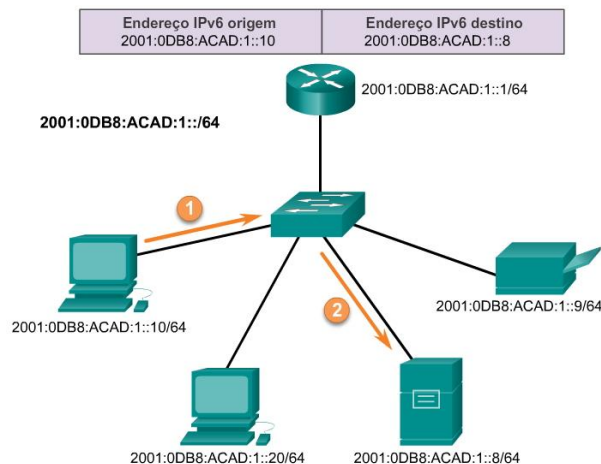 Endereço IPv6 origem
2001:0DB8:ACAD:1::10
Endereço IPv6 destino
2001:0DB8:ACAD:1::8
2001:0DB8:ACAD:1::1/64
2001:0DB8:ACAD:1::/64
1
2001:0DB8:ACAD:1::10/64
2001:0DB8:ACAD:1::9/64
2
2001:0DB8:ACAD:1::20/64
2001:0DB8:ACAD:1::8/64